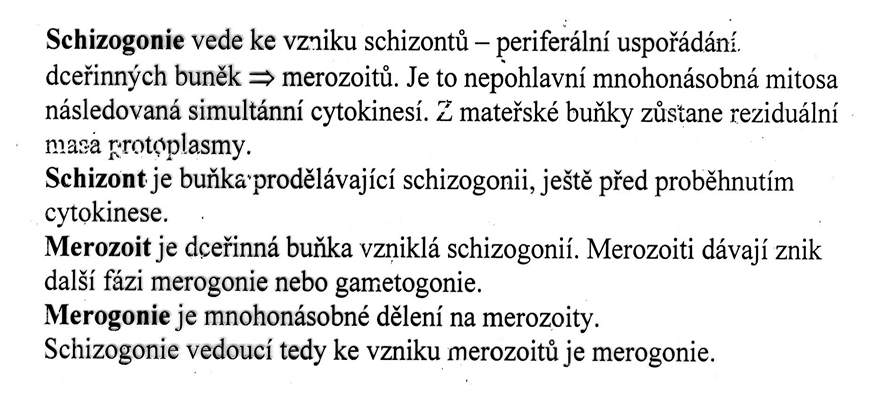 Schizogonie vede ke vzniku schizontů – periferální uspořádání
dceřinných buněk ⇒ merozoitů. Je to nepohlavní mnohonásobná mitosa
následovaná simultánní cytokinesí. Z mateřské buňky zůstane reziduální
masa protoplasmy.
Schizont je buňka prodělávající schizogonii, ještě před proběhnutím
cytokinese.
Merozoit je dceřinná buňka vzniklá schizogonií. Merozoiti dávají znik
další fázi merogonie nebo gametogonie.
Merogonie je mnohonásobné dělení na merozoity.
Schizogonie vedoucí tedy ke vzniku merozoitů je merogonie.